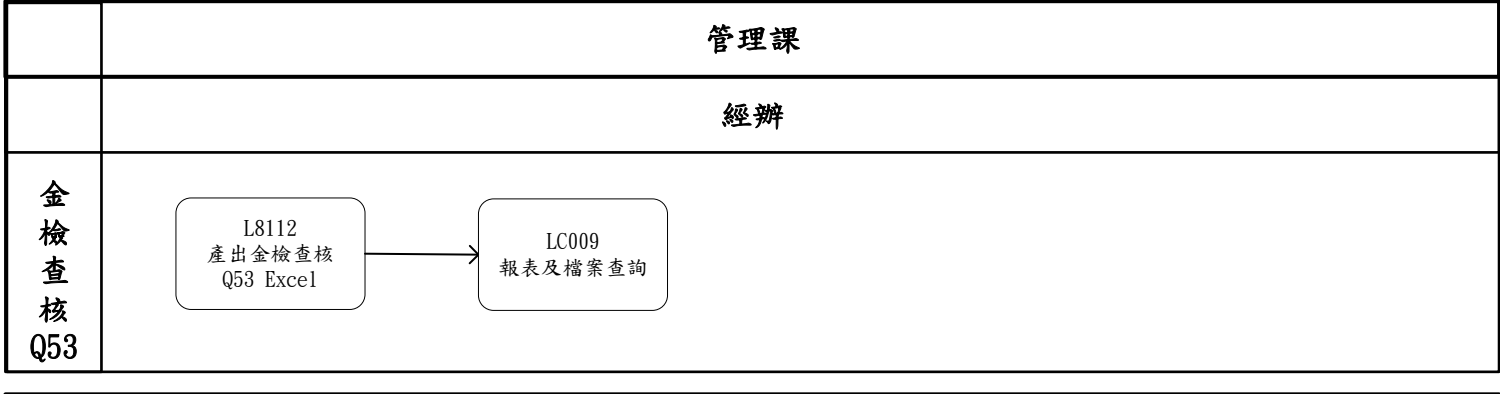 管理課
經辦
金
檢
查
核
Q53
L8112
產出金檢查核
Q53 Excel
LC009
報表及檔案查詢